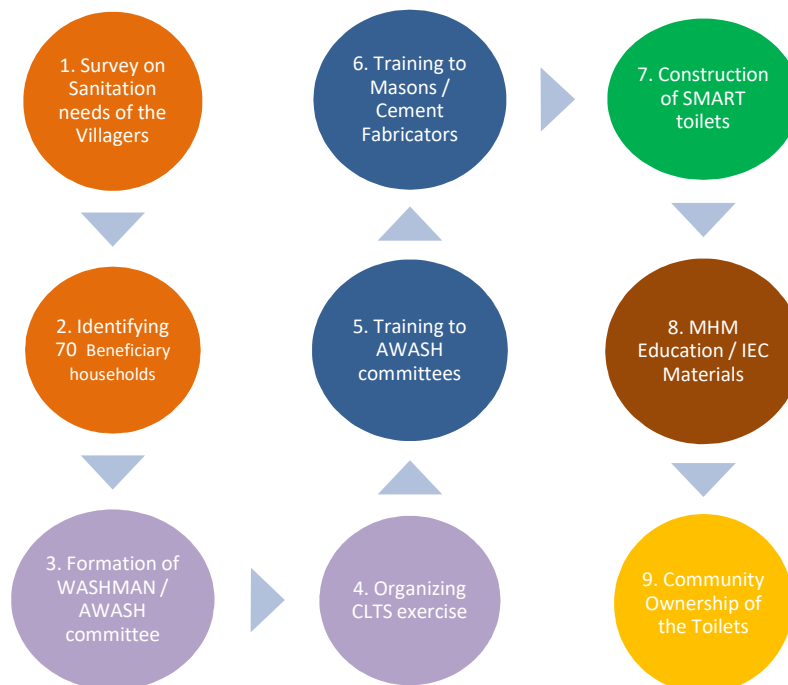 1. Survey on
Sanitation
needs of the
Villagers
2. Identifying
70 Beneficiary
households
3. Formation of
WASHMAN /
AWASH
committee
4. Organizing
CLTS exercise
5. Training to
AWASH
committees
6. Training to
Masons /
Cement
Fabricators
7. Construction
of SMART
toilets
8. MHM
Education / IEC
Materials
9. Community
Ownership of
the Toilets